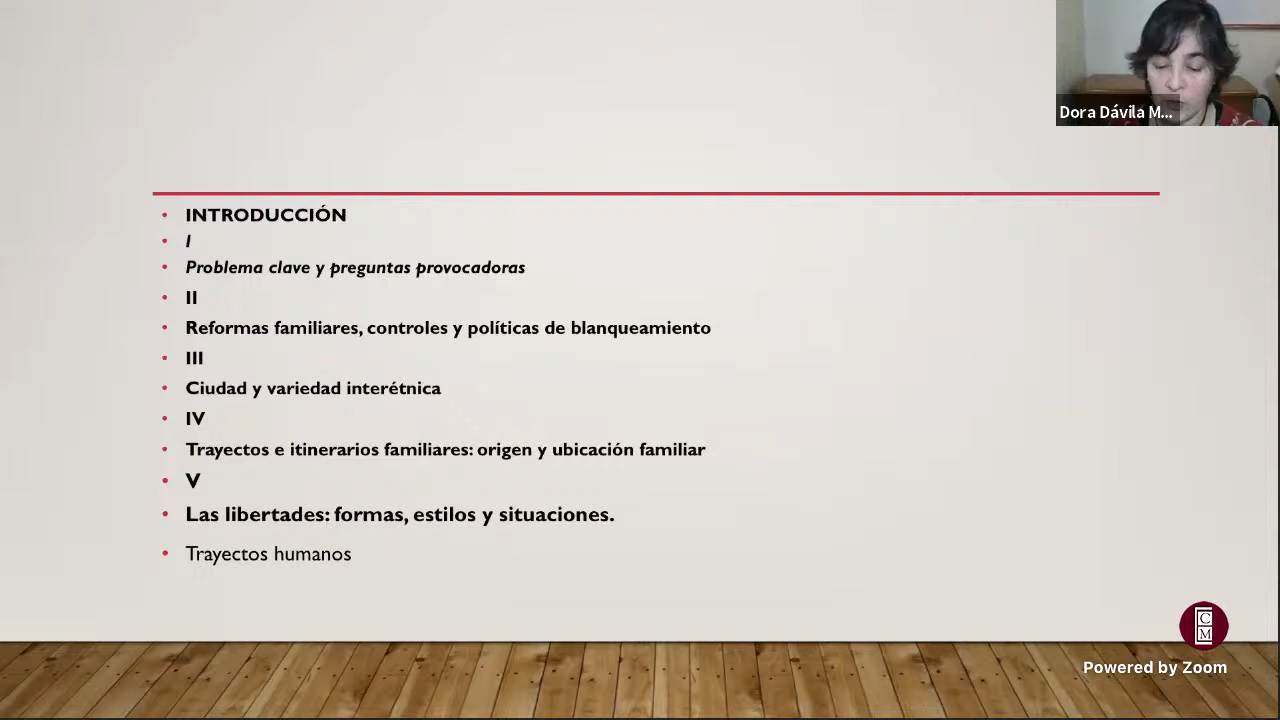 Dora Dávila M...
INTRODUCCIÓN
I
Problema clave y preguntas provocadoras
II
Reformas familiares, controles y políticas de blanqueamiento
III
Ciudad y variedad interétnica
IV
Trayectos e itinerarios familiares: origen y ubicación familiar
V
Las libertades: formas, estilos y situaciones.
Trayectos humanos
C
M
Powered by Zoom